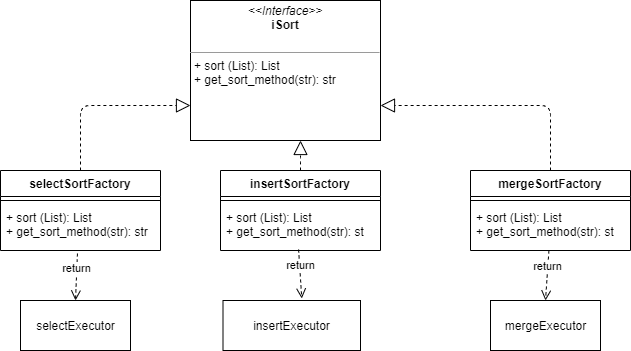 <<Interface>>
iSort
+ sort (List): List
+ get_sort_method(str): str
selectSortFactory
+ sort (List): List
+ get_sort_method(str): str
insertSortFactory
+ sort (List): List
+ get_sort_method(str): st
mergeSortFactory
+ sort (List): List
+ get_sort_method(str): st
return
return
return
selectExecutor
insertExecutor
mergeExecutor